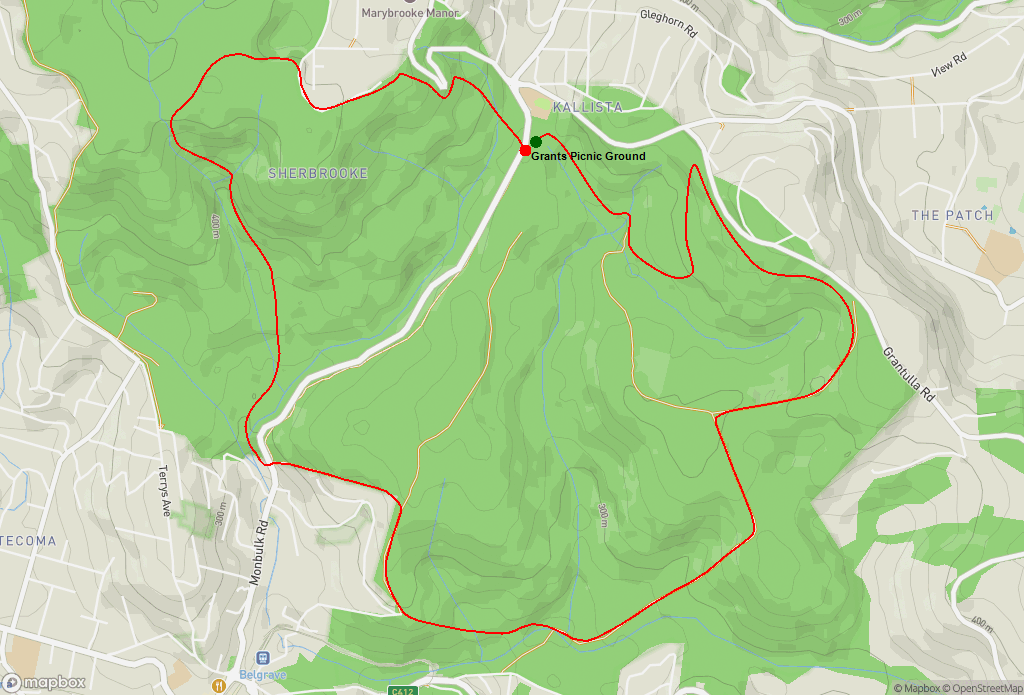 Marybrooke Manor
Gleghorn Rd
300 m
New Rd
KALLISTA
Grants Picnic Ground
SHERBROOKE
THE PATCH
400 m
Grantulla Rd
Terrys Ave
300 m
300 m
TECOMA
Monbulk Rd
400 m
Belgrave
C412
mapbox
© Mapbox © OpenStreetMap